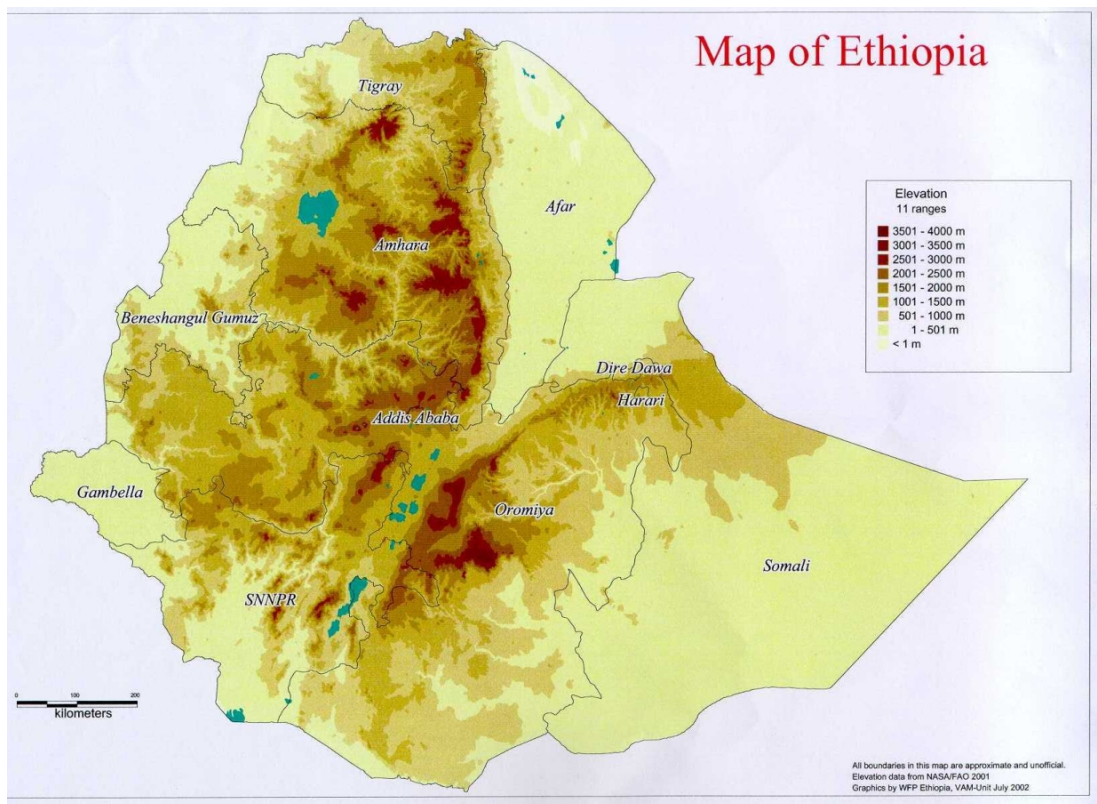 Map of Ethiopia
Tigray
Afar
Elevation
11 ranges
3501 - 4000 m
3001 - 3500 m
2501 - 3000 m
2001 - 2500 m
1501 - 2000 m
1001 - 1500 m
501 - 1000 m
1 - 501 m
< 1 m
Amhara
Beneshangul Gumuz
Dire Dawa
Harari
Addis Ababa
Gambella
Oromiya
Somali
SNNPR
0 100 200
kilometers
All boundaries in this map are approximate and unofficial.
Elevation data from NASA/FAO 2001
Graphics by WFP Ethiopia, VAM-Unit July 2002